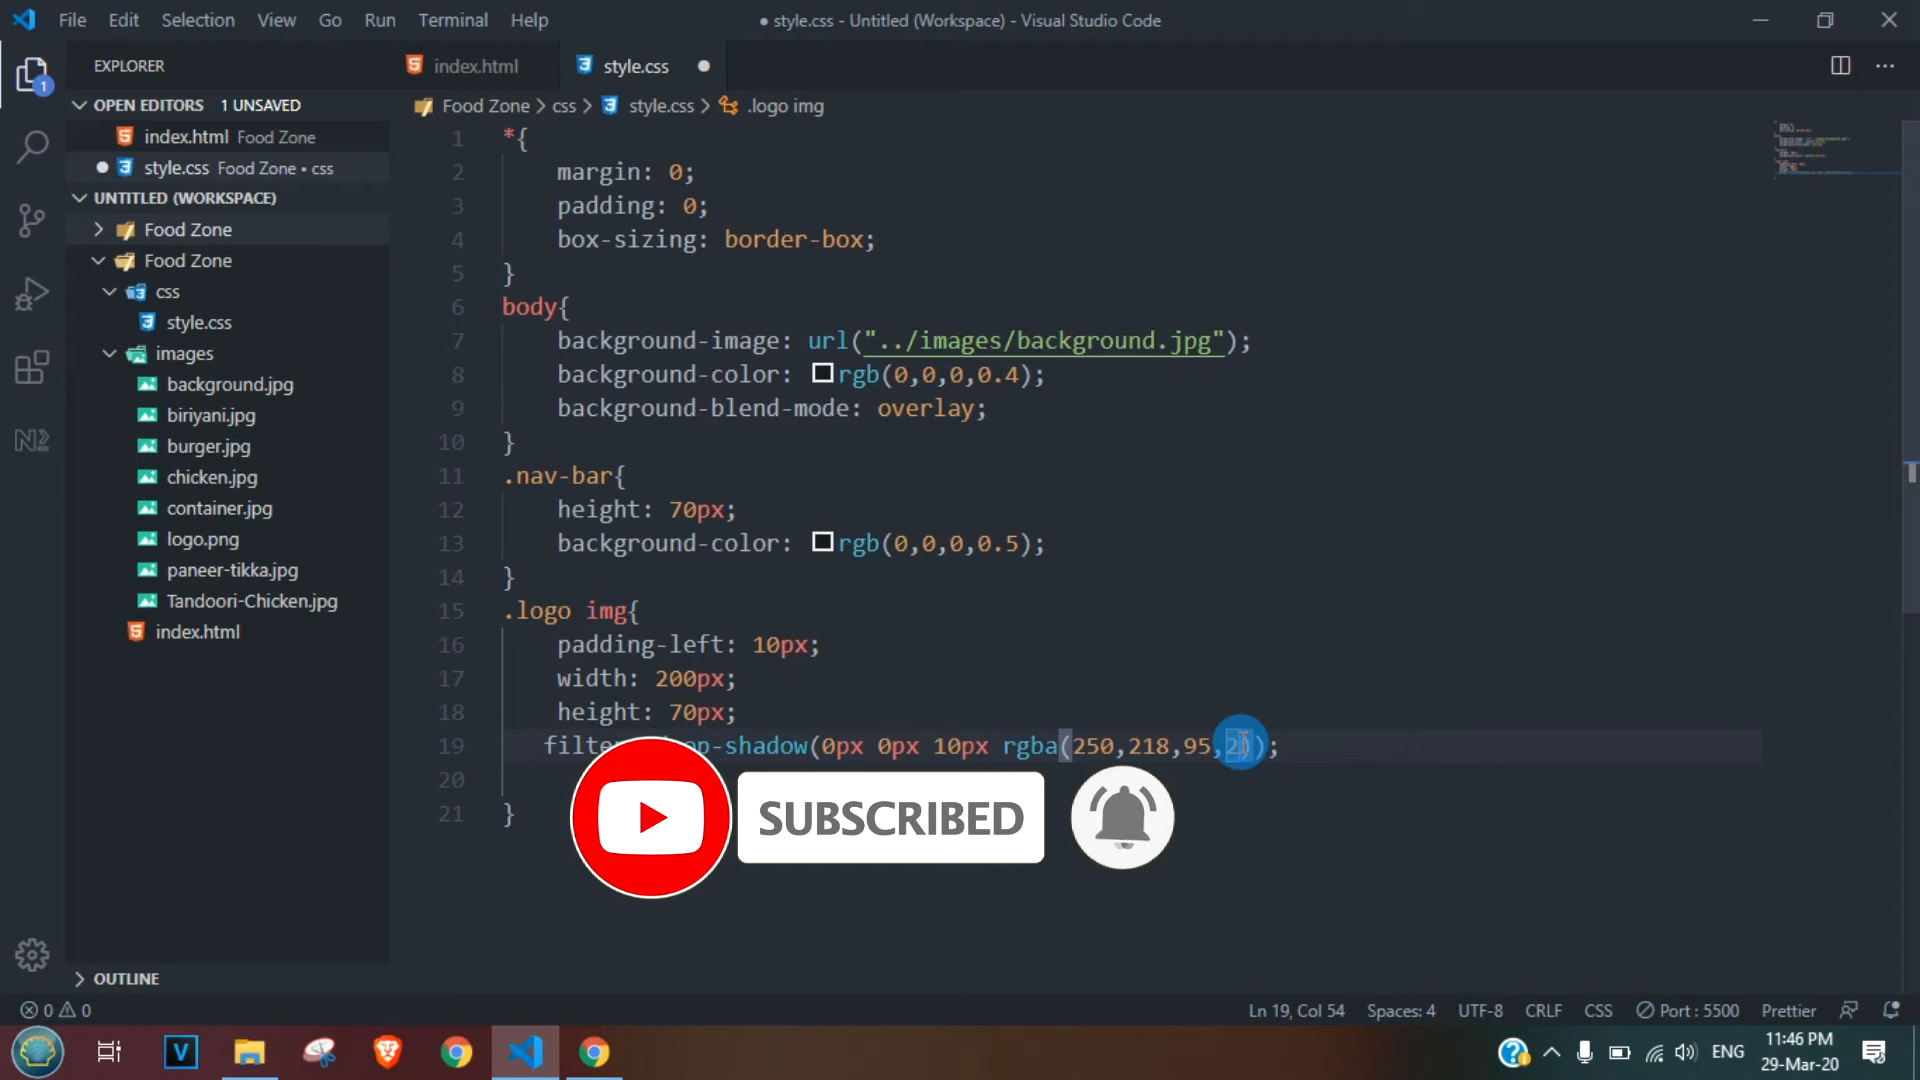 File Edit Selection View Go Run Terminal Help
● style.css - Untitled (Workspace) - Visual Studio Code
1
EXPLORER
index.html
style.css
OPEN EDITORS 1 UNSAVED
index.html Food Zone
style.css Food Zone • css
UNTITLED (WORKSPACE)
Food Zone
Food Zone
css
style.css
images
background.jpg
biriyani.jpg
burger.jpg
chicken.jpg
container.jpg
logo.png
paneer-tikka.jpg
Tandoori-Chicken.jpg
index.html
OUTLINE
Food Zone > css > style.css > .logo img
1 *{
2 margin: 0;
3 padding: 0;
4 box-sizing: border-box;
5 }
6 body{
7 background-image: url("../images/background.jpg");
8 background-color: rgb(0,0,0,0.4);
9 background-blend-mode: overlay;
10 }
11 .nav-bar{
12 height: 70px;
13 background-color: rgb(0,0,0,0.5);
14 }
15 .logo img{
16 padding-left: 10px;
17 width: 200px;
18 height: 70px;
19 filte op-shadow(0px 0px 10px rgba(250,218,95,2));
20
21 }
SUBSCRIBED
0 0
Ln 19, Col 54 Spaces: 4 UTF-8 CRLF CSS Port : 5500 Prettier
V
ENG
11:46 PM
29-Mar-20